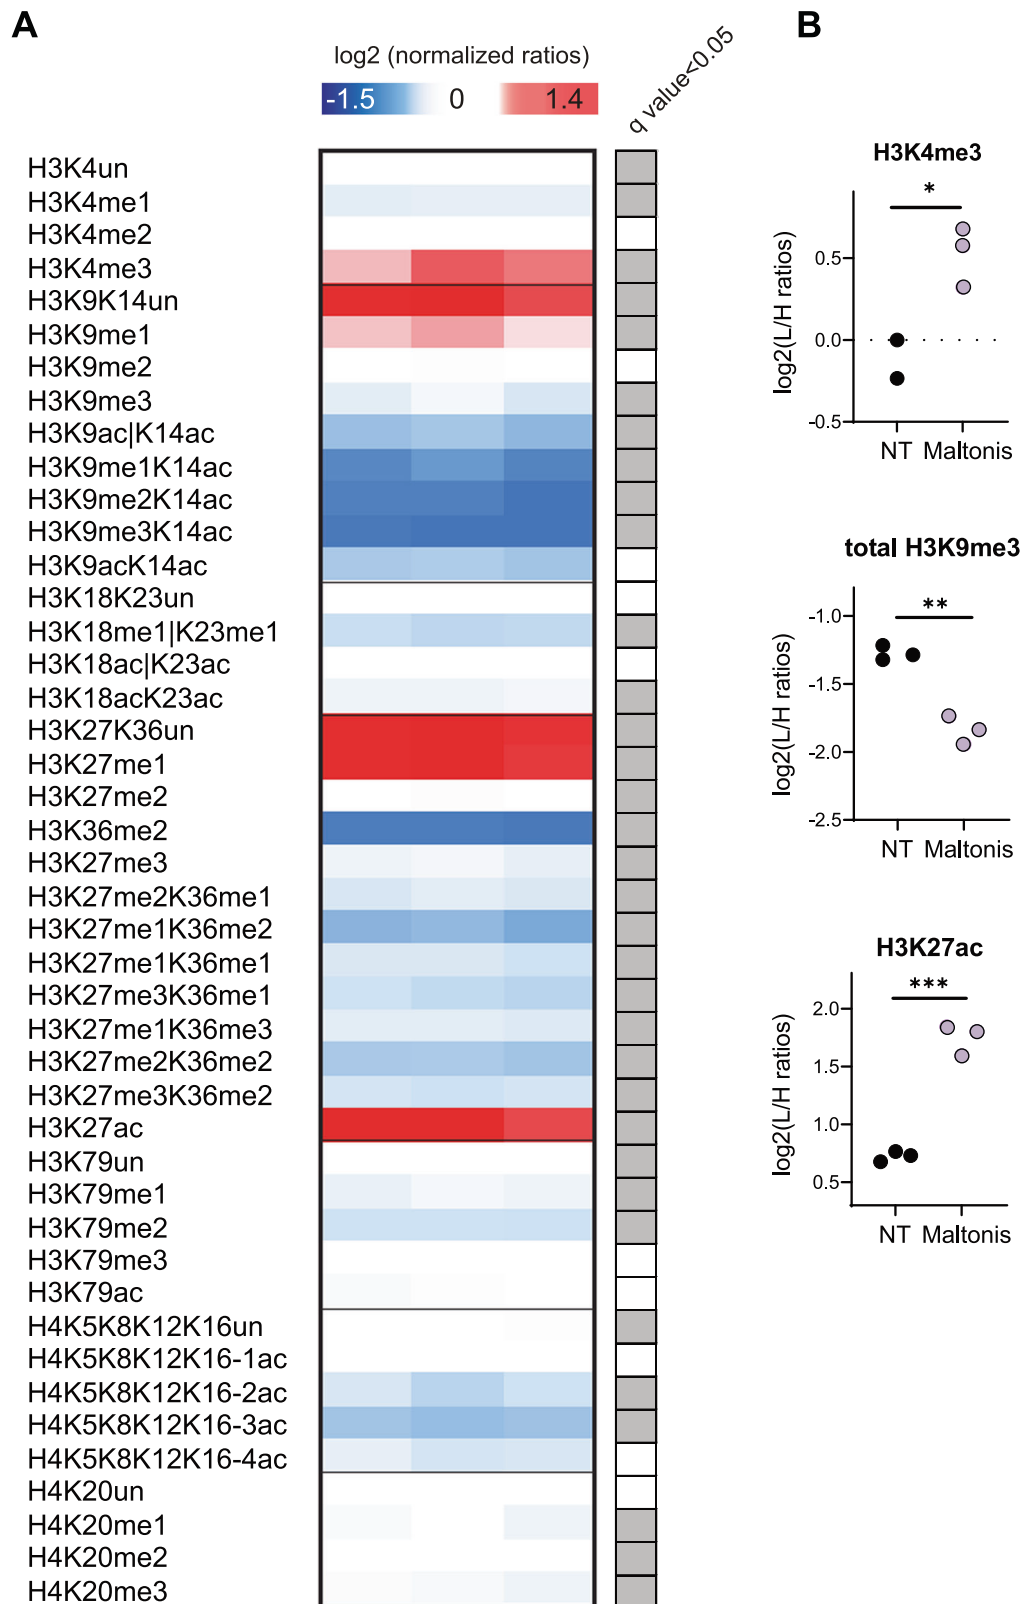 A
log2 (normalized ratios)
-1.5 0 1.4
q value<0.05
H3K4un
H3K4me1
H3K4me2
H3K4me3
H3K9K14un
H3K9me1
H3K9me2
H3K9me3
H3K9ac|K14ac
H3K9me1K14ac
H3K9me2K14ac
H3K9me3K14ac
H3K9acK14ac
H3K18K23un
H3K18me1|K23me1
H3K18ac|K23ac
H3K18acK23ac
H3K27K36un
H3K27me1
H3K27me2
H3K36me2
H3K27me3
H3K27me2K36me1
H3K27me1K36me2
H3K27me1K36me1
H3K27me3K36me1
H3K27me1K36me3
H3K27me2K36me2
H3K27me3K36me2
H3K27ac
H3K79un
H3K79me1
H3K79me2
H3K79me3
H3K79ac
H4K5K8K12K16un
H4K5K8K12K16-1ac
H4K5K8K12K16-2ac
H4K5K8K12K16-3ac
H4K5K8K12K16-4ac
H4K20un
H4K20me1
H4K20me2
H4K20me3
B
H3K4me3
*
log2(L/H ratios)
0.5
0.0
-0.5
NT Maltonis
total H3K9me3
**
log2(L/H ratios)
-1.0
-1.5
-2.0
-2.5
NT Maltonis
H3K27ac
***
log2(L/H ratios)
2.0
1.5
1.0
0.5
NT Maltonis